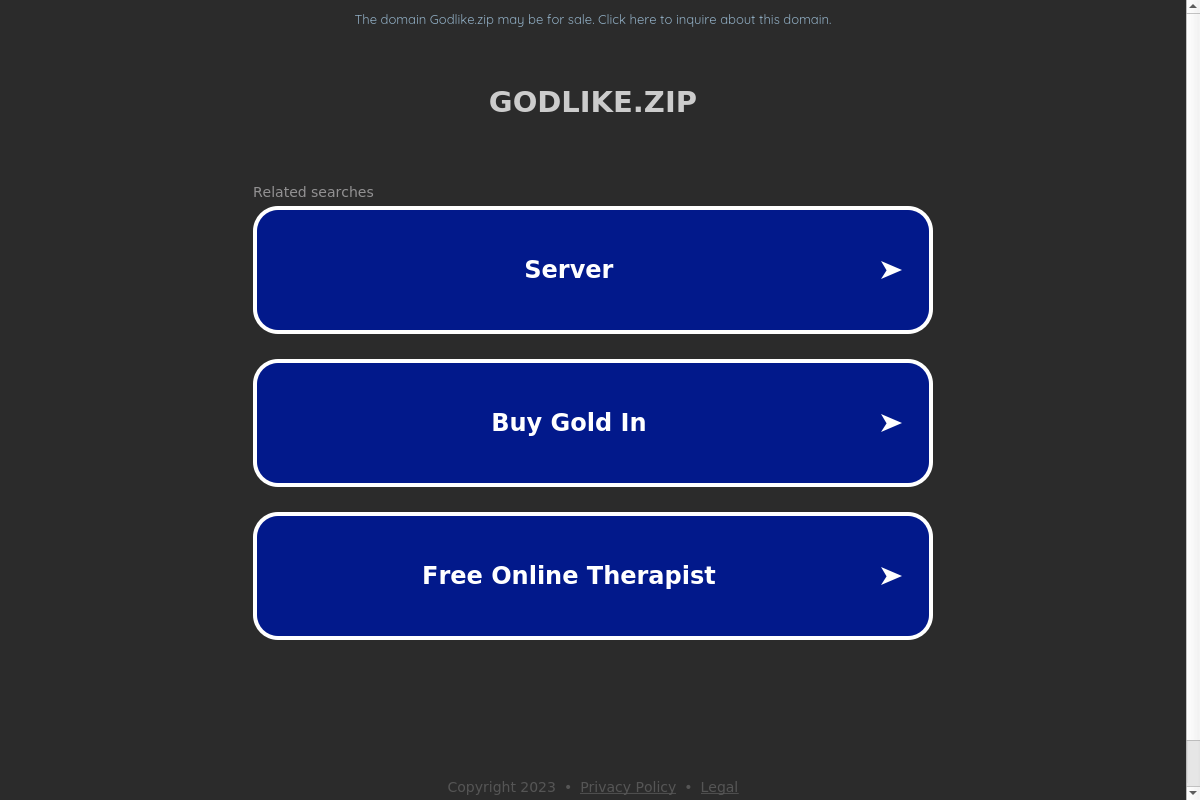 The domain Godlike.zip may be for sale. Click here to inquire about this domain.
GODLIKE.ZIP
Related searches
Server
Buy Gold In
Free Online Therapist
Copyright 2023 • Privacy Policy • Legal